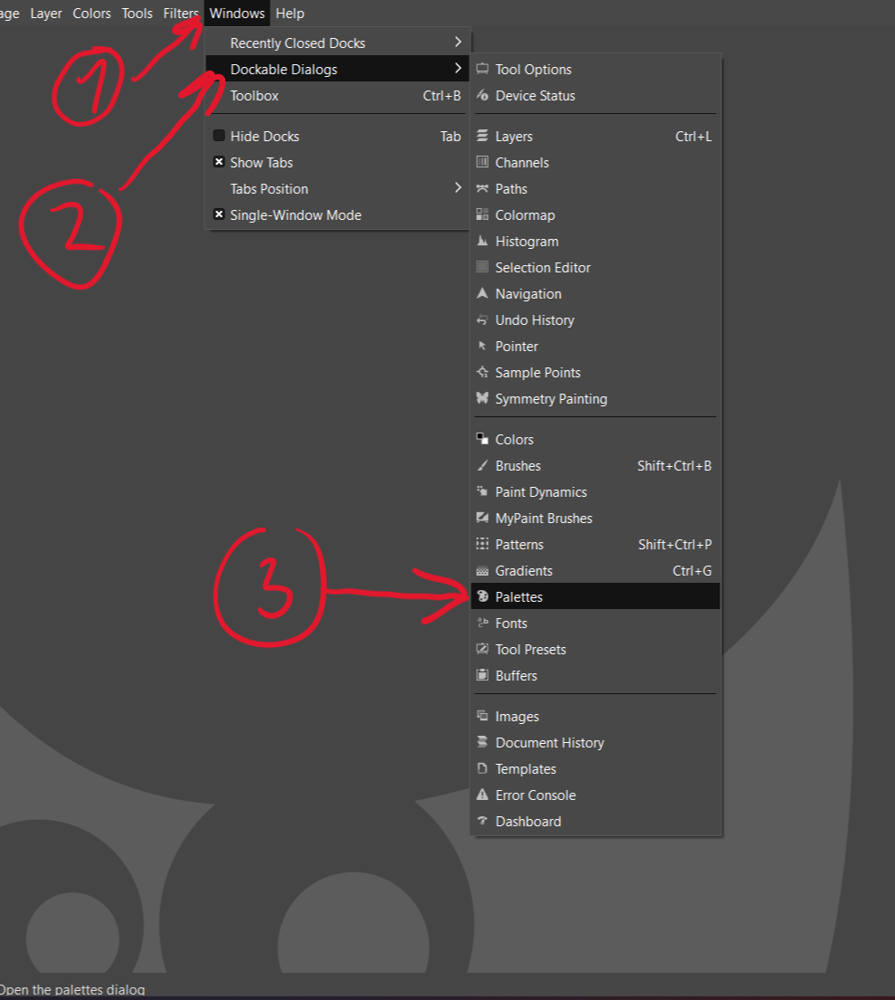 age Layer Colors Tools Filters Windows Help
1
Recently Closed Docks
Dockable Dialogs
Toolbox Ctrl+B
Hide Docks Tab
Show Tabs
Tabs Position
Single-Window Mode
2
Tool Options
Device Status
Layers Ctrl+L
Channels
Paths
Colormap
Histogram
Selection Editor
Navigation
Undo History
Pointer
Sample Points
Symmetry Painting
Colors
Brushes Shift+Ctrl+B
Paint Dynamics
MyPaint Brushes
Patterns Shift+Ctrl+P
Gradients Ctrl+G
3
Palettes
Fonts
Tool Presets
Buffers
Images
Document History
Templates
Error Console
Dashboard
Open the palettes dialog